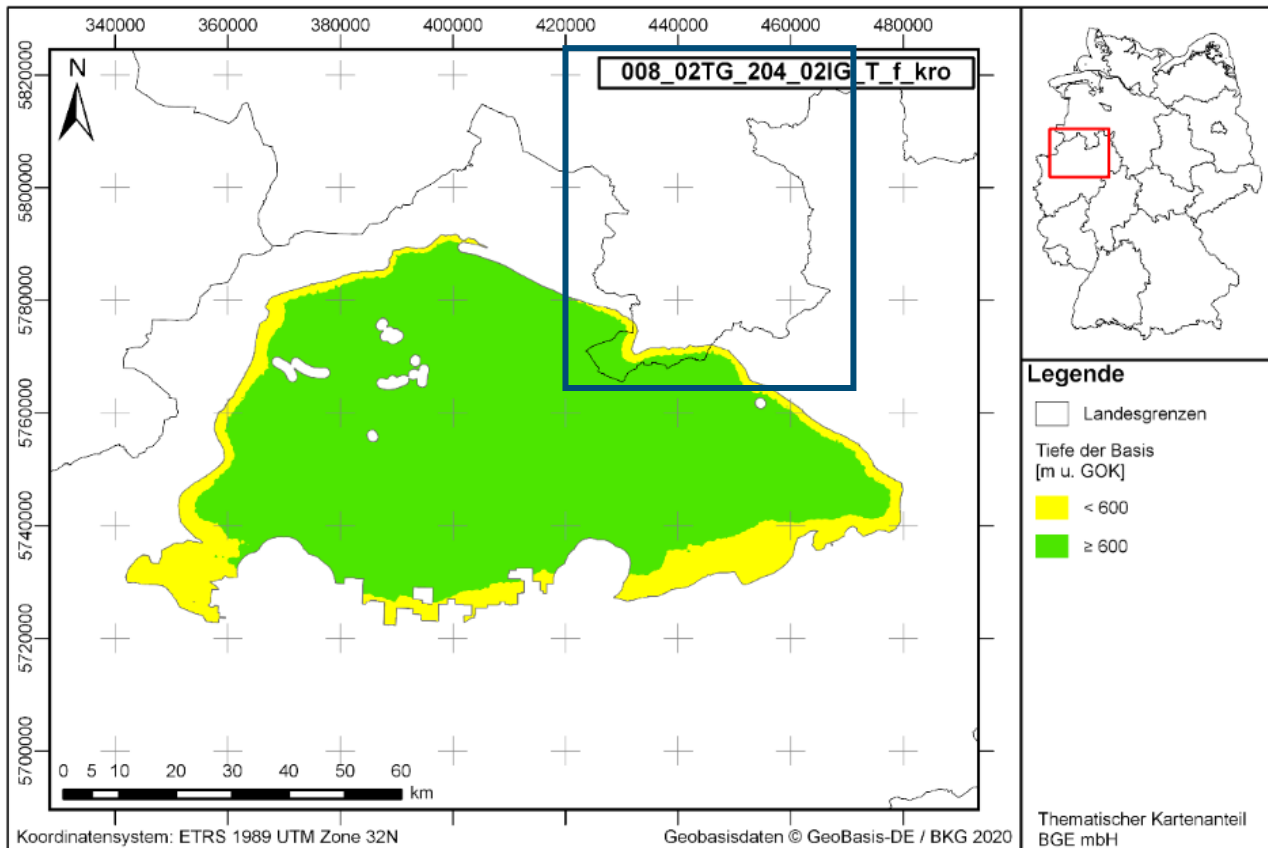 340000 360000 380000 400000 420000 440000 460000 480000
008_02TG_204_02IG_T_f_kro
N
5820000
5800000
5780000
5760000
5740000
5720000
5700000
0 5 10 20 30 40 50 60
km
Koordinatensystem: ETRS 1989 UTM Zone 32N
Geobasisdaten © GeoBasis-DE / BKG 2020
Legende
Landesgrenzen
Tiefe der Basis
[m u. GOK]
< 600
≥ 600
Thematischer Kartenanteil
BGE mbH